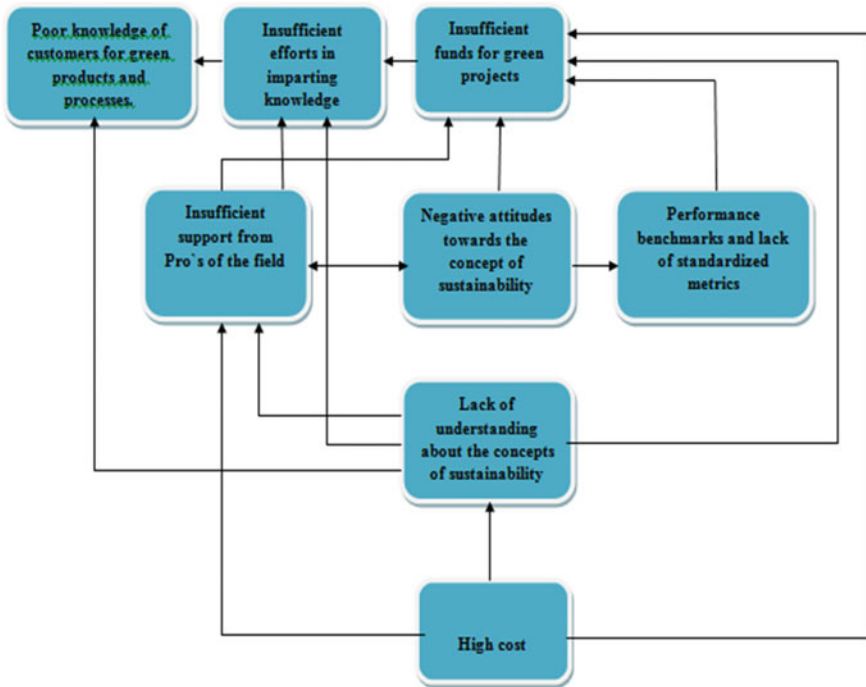 Poor knowledge of
customers for green
products and
processes.
Insufficient
efforts in
imparting
knowledge
Insufficient
funds for green
projects
Insufficient
support from
Pro`s of the field
Negative attitudes
towards the
concept of
sustainability
Performance
benchmarks and lack
of standardized
metrics
Lack of
understanding
about the concepts
of sustainability
High cost